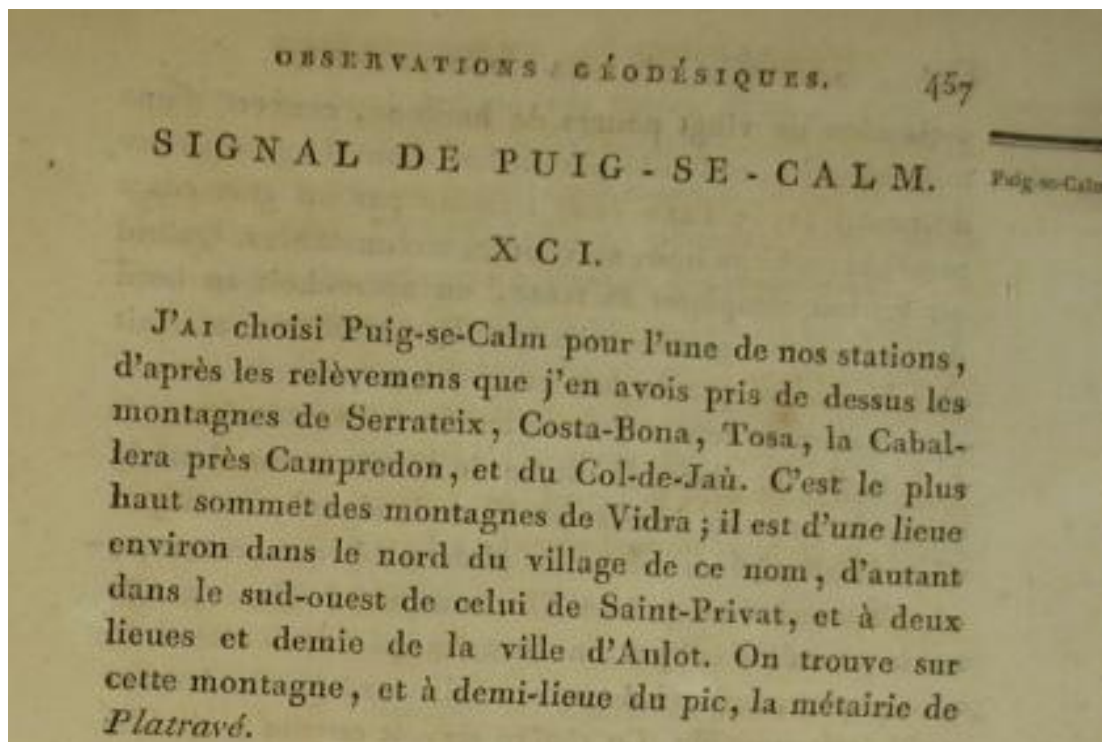 OBSERVATIONS GÉODÉSIQUES. 457
SIGNAL DE PUIG-SE-CALM.
Puig-se-Calm
XCI.
J'AI choisi Puig-se-Calm pour l'une de nos stations,
d'après les relèvemens que j'en avois pris de dessus les
montagnes de Serrateix, Costa-Bona, Tosa, la Cabal-
lera près Campredon, et du Col-de-Jaù. C'est le plus
haut sommet des montagnes de Vidra ; il est d'une lieue
environ dans le nord du village de ce nom, d'autant
dans le sud-ouest de celui de Saint-Privat, et à deux
lieues et demie de la ville d'Aulot. On trouve sur
cette montagne, et à demi-lieue du pic, la métairie de
Platravé.